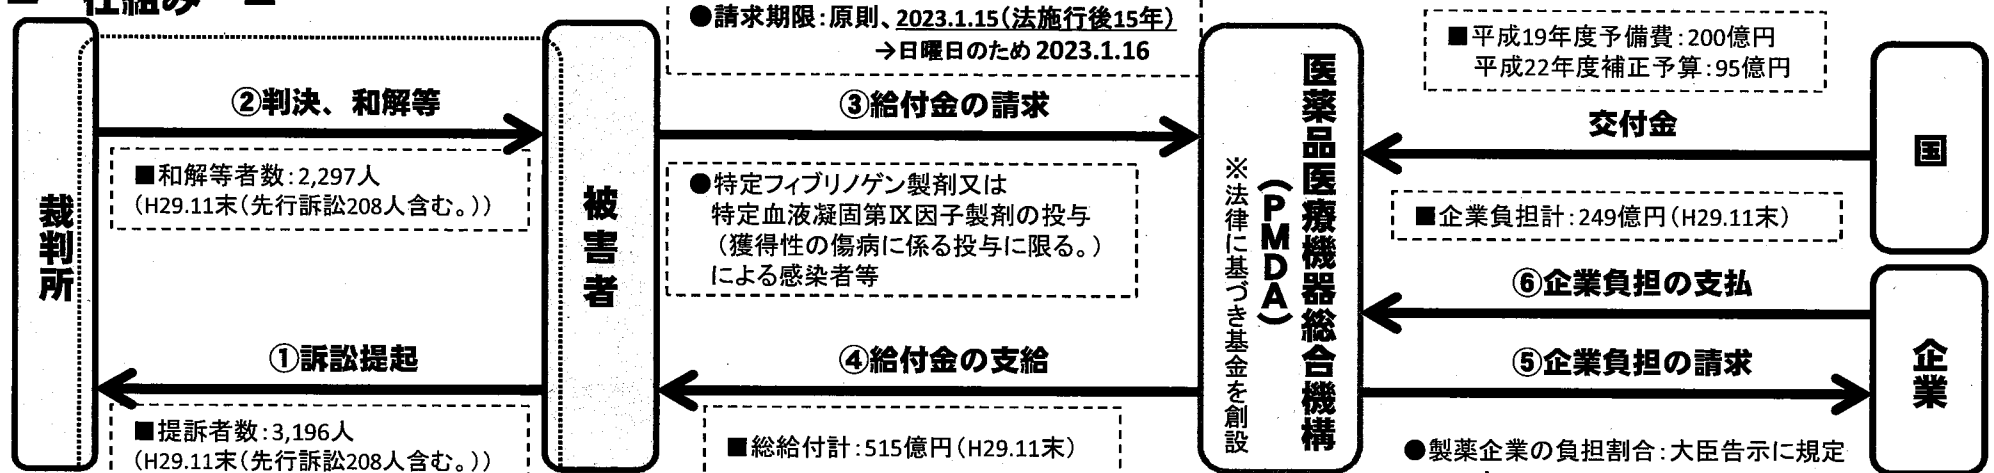 －　仕組み　－
●請求期限：原則、2023.1.15（法施行後15年）
→日曜日のため 2023.1.16
■平成19年度予備費：200億円
平成22年度補正予算：95億円
②判決、和解等
③給付金の請求
交付金
国
■和解等者数：2,297人
（H29.11末（先行訴訟208人含む。））
●特定フィブリノゲン製剤又は
特定血液凝固第Ⅸ因子製剤の投与
（獲得性の傷病に係る投与に限る。）
による感染者等
■企業負担計：249億円（H29.11末）
裁判所
被害者
医薬品医療機器総合機構
（PMDA）
※法律に基づき基金を創設
⑥企業負担の支払
①訴訟提起
④給付金の支給
⑤企業負担の請求
企業
■提訴者数：3,196人
（H29.11末（先行訴訟208人含む。））
■総給付計：515億円（H29.11末）
●製薬企業の負担割合：大臣告示に規定